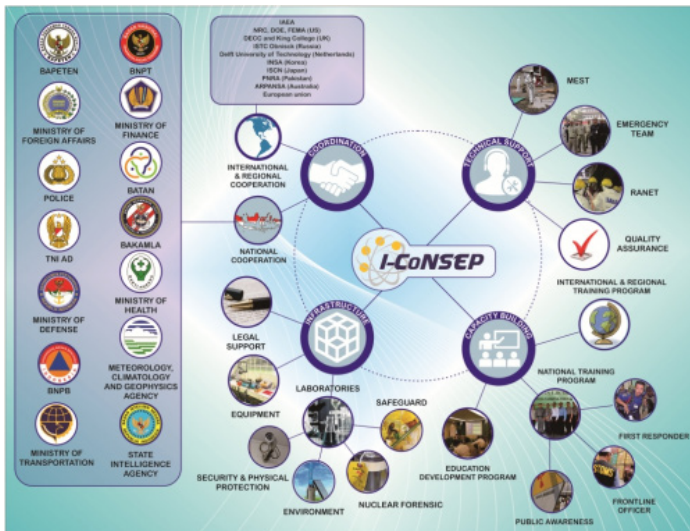 BAPETEN
BNPT
MINISTRY OF
FOREIGN AFFAIRS
MINISTRY OF
FINANCE
POLICE
BATAN
TNI AD
BAKAMLA
MINISTRY OF
DEFENSE
MINISTRY OF
HEALTH
BNPB
METEOROLOGY,
CLIMATOLOGY
AND GEOPHYSICS
AGENCY
MINISTRY OF
TRANSPORTATION
STATE
INTELLIGENCE
AGENCY
IAEA
NRC, DOE, FEMA (US)
DECC and King College (UK)
IETC Obninsk (Russia)
Delft University of Technology (Netherlands)
INSA (Korea)
ISCN (Japan)
PNRA (Pakistan)
ARPANSA (Australia)
European union
INTERNATIONAL
& REGIONAL
COOPERATION
NATIONAL
COOPERATION
COORDINATION
TECHNICAL SUPPORT
MEST
EMERGENCY
TEAM
RANET
QUALITY
ASSURANCE
I-CoNSEP
INFRASTRUCTURE
LEGAL
SUPPORT
EQUIPMENT
LABORATORIES
SAFEGUARD
SECURITY & PHYSICAL
PROTECTION
ENVIRONMENT
NUCLEAR FORENSIC
CAPACITY BUILDING
INTERNATIONAL & REGIONAL
TRAINING PROGRAM
NATIONAL TRAINING
PROGRAM
EDUCATION
DEVELOPMENT PROGRAM
FIRST RESPONDER
FRONTLINE
OFFICER
PUBLIC AWARENESS